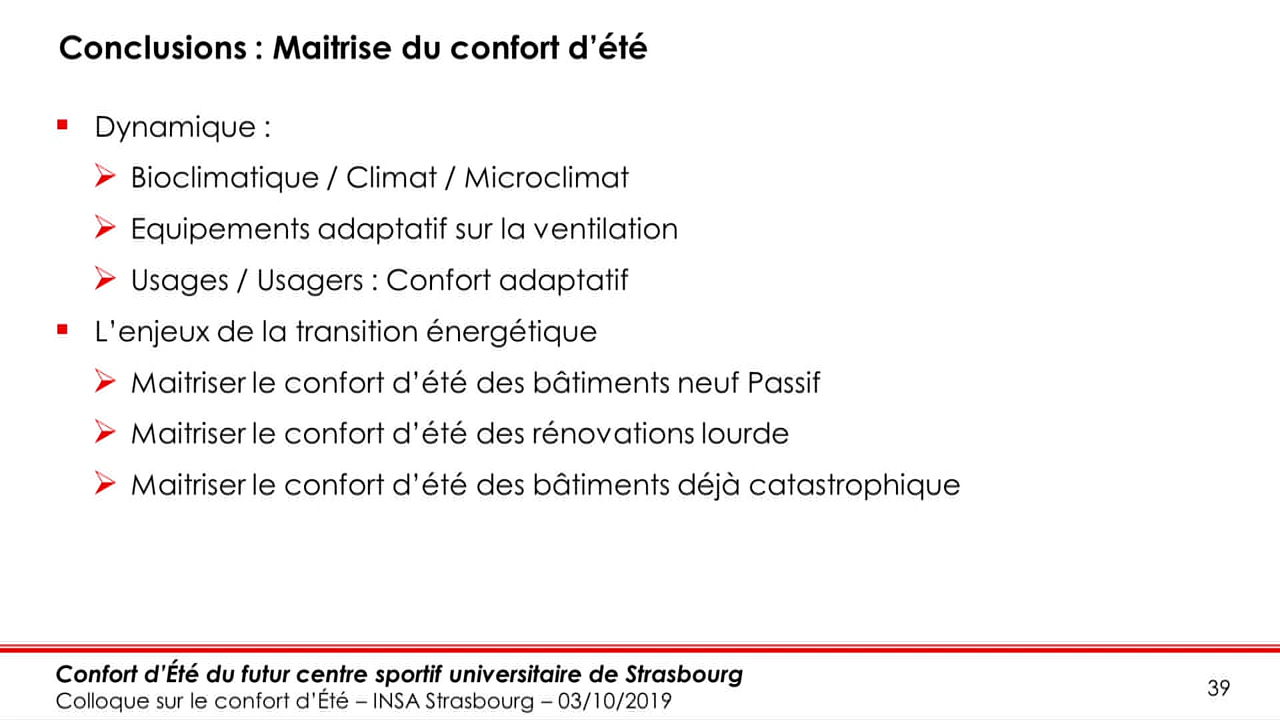 Conclusions : Maitrise du confort d’été
Dynamique :
Bioclimatique / Climat / Microclimat
Equipements adaptatif sur la ventilation
Usages / Usagers : Confort adaptatif
L’enjeux de la transition énergétique
Maitriser le confort d’été des bâtiments neuf Passif
Maitriser le confort d’été des rénovations lourde
Maitriser le confort d’été des bâtiments déjà catastrophique
Confort d’Été du futur centre sportif universitaire de Strasbourg
Colloque sur le confort d’Été – INSA Strasbourg – 03/10/2019
39